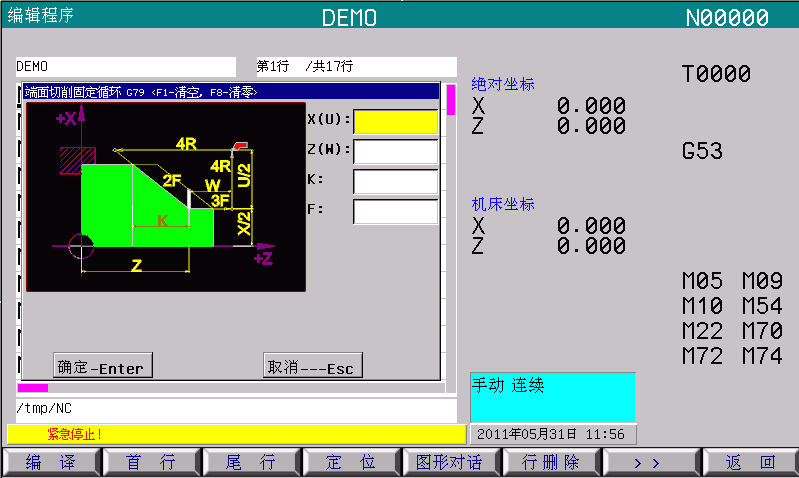 编辑程序 DEMO N00000
DEMO 第1行 /共17行
端面切削固定循环 G79 <F1-清空, F8-清零>
+X
4R
4R
2F
W
3F
U/2
X/2
K
Z
+Z
X(U):
Z(W):
K:
F:
确定-Enter 取消---Esc
/tmp/NC
紧急停止!
绝对坐标
X 0.000
Z 0.000
机床坐标
X 0.000
Z 0.000
T0000
G53
M05 M09
M10 M54
M22 M70
M72 M74
手动 连续
2011年05月31日 11:56
编 译 首 行 尾 行 定 位 图形对话 行 删 除 > > 返 回